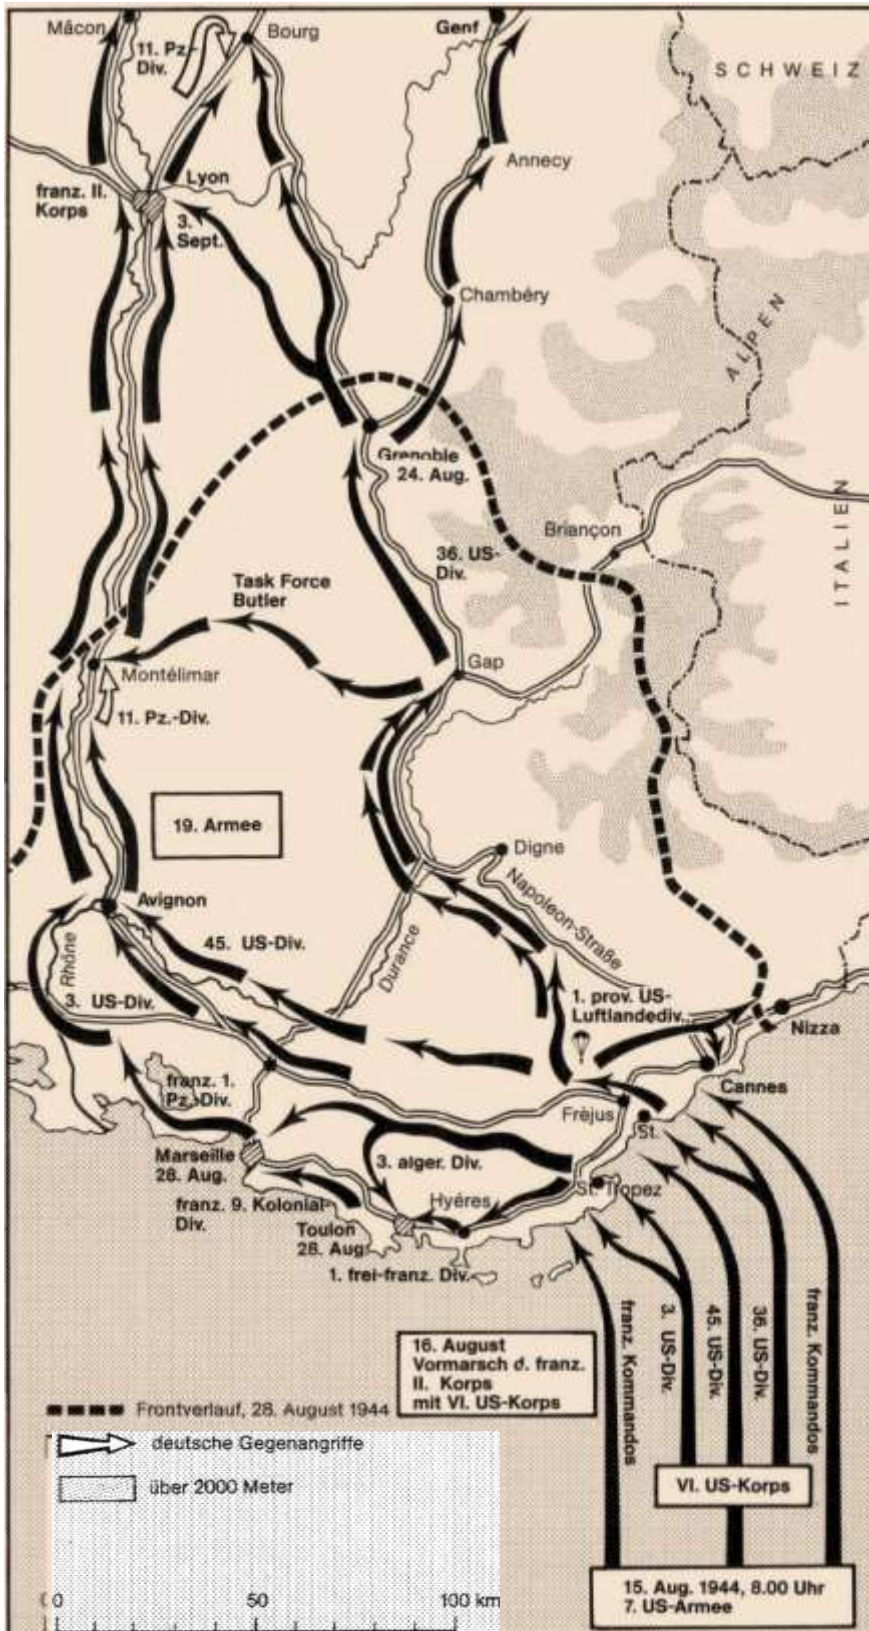 Mâcon
11. Pz.-
Div.
Bourg
Genf
SCHWEIZ
Annecy
franz. II.
Korps
Lyon
3.
Sept.
Chambéry
ALPEN
Grenoble
24. Aug.
ITALIEN
Briançon
36. US-
Div.
Task Force
Butler
Gap
Montélimar
11. Pz.-Div.
19. Armee
Digne
Napoleon-Straße
Avignon
Rhône
45. US-Div.
Durance
3. US-Div.
1. prov. US-
Luftlandediv.
Nizza
franz. 1.
Pz.-Div.
Cannes
Frèjus
St.
Marseille
28. Aug.
3. alger. Div.
St. Tropez
franz. 9. Kolonial-
Div.
Hyéres
Toulon
28. Aug.
1. frei-franz. Div.
franz. Kommandos
3. US-Div.
45. US-Div.
36. US-Div.
franz. Kommandos
16. August
Vormarsch d. franz.
II. Korps
mit VI. US-Korps
Frontverlauf, 28. August 1944
deutsche Gegenangriffe
über 2000 Meter
VI. US-Korps
0 50 100 km
15. Aug. 1944, 8.00 Uhr
7. US-Armee